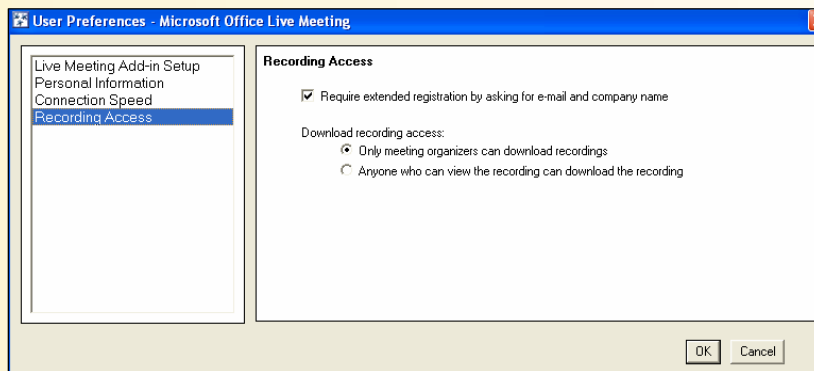 User Preferences - Microsoft Office Live Meeting
Live Meeting Add-in Setup
Personal Information
Connection Speed
Recording Access
Recording Access
Require extended registration by asking for e-mail and company name
Download recording access:
Only meeting organizers can download recordings
Anyone who can view the recording can download the recording
OK
Cancel